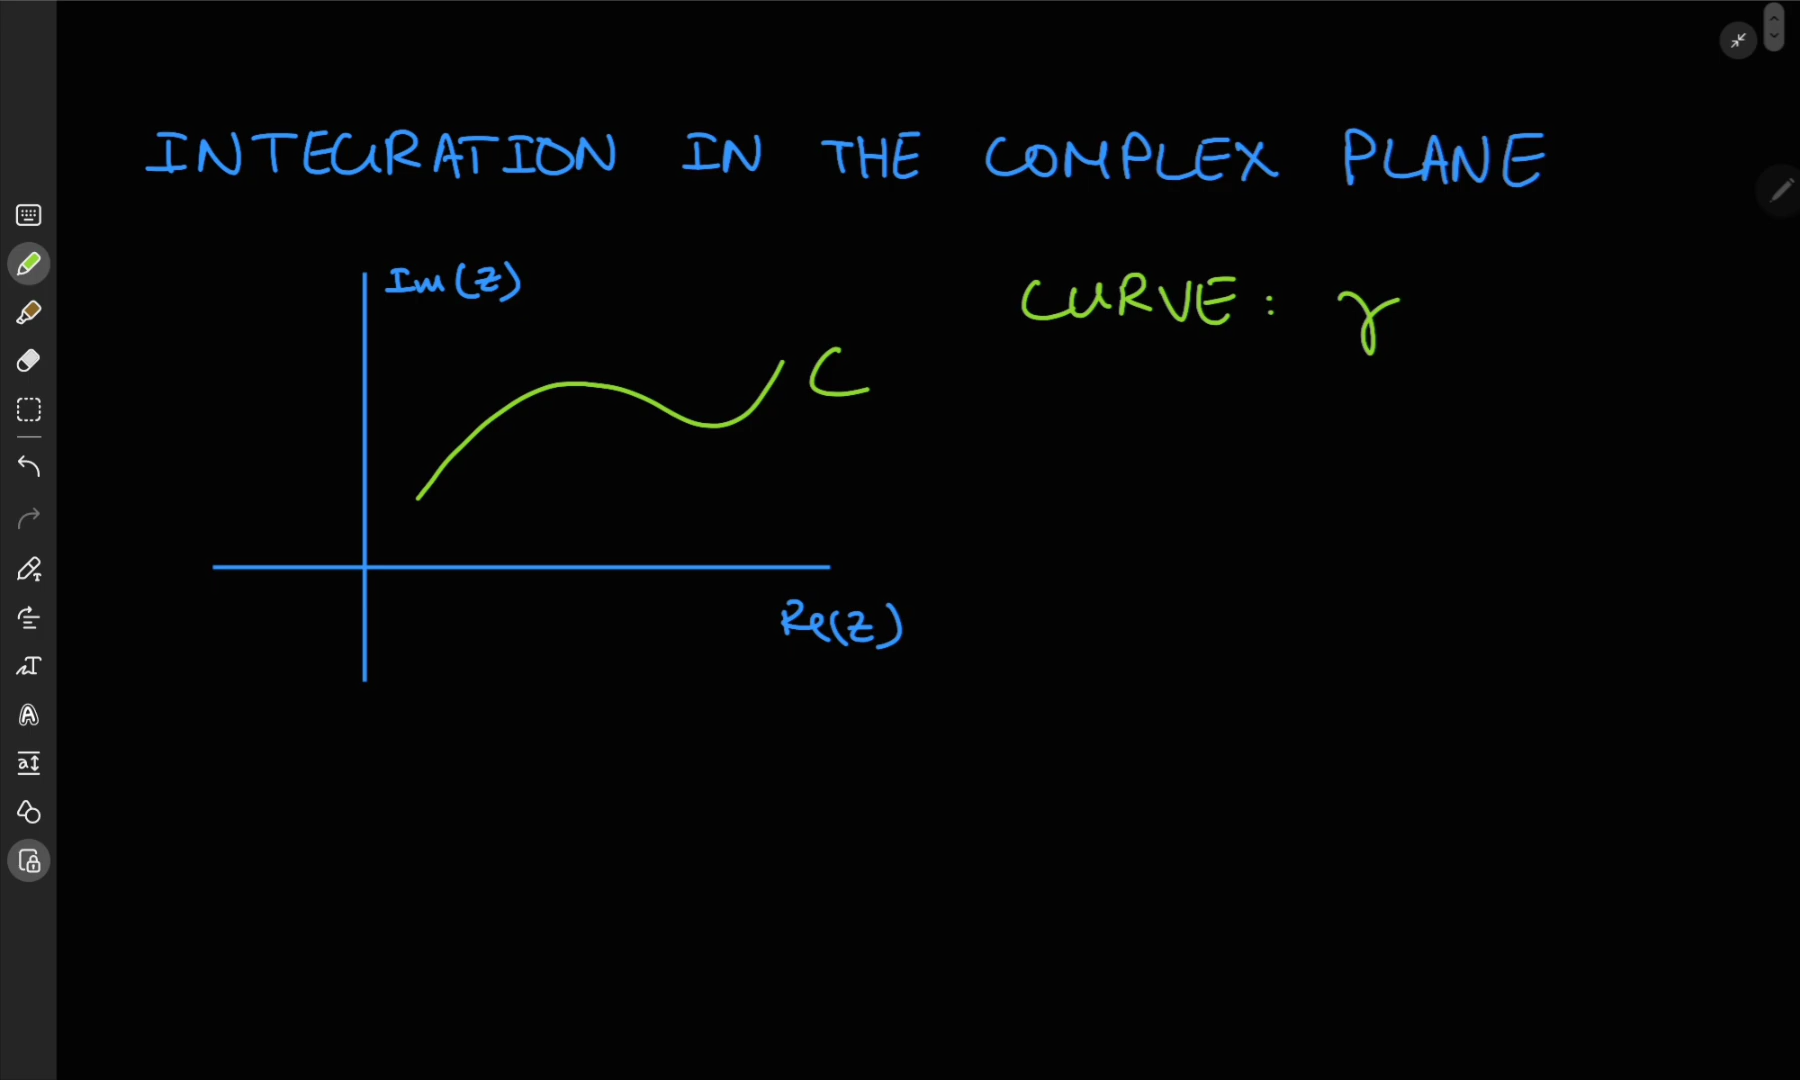 INTEGRATION IN THE COMPLEX PLANE
Im(z)
CURVE: γ
C
Re(z)